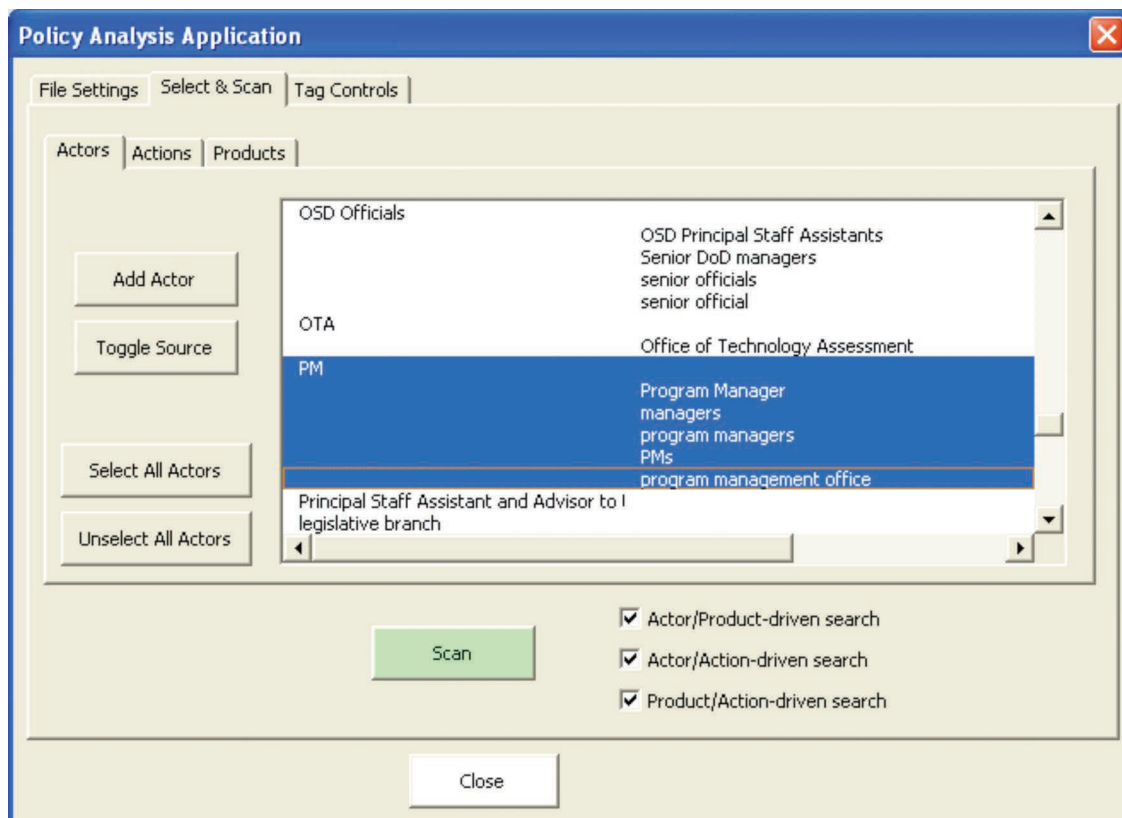 Policy Analysis Application
File Settings Select & Scan Tag Controls
Actors Actions Products
OSD Officials
OSD Principal Staff Assistants
Senior DoD managers
senior officials
senior official
OTA
Office of Technology Assessment
PM
Program Manager
managers
program managers
PMs
program management office
Principal Staff Assistant and Advisor to
legislative branch
Add Actor
Toggle Source
Select All Actors
Unselect All Actors
Scan
Actor/Product-driven search
Actor/Action-driven search
Product/Action-driven search
Close